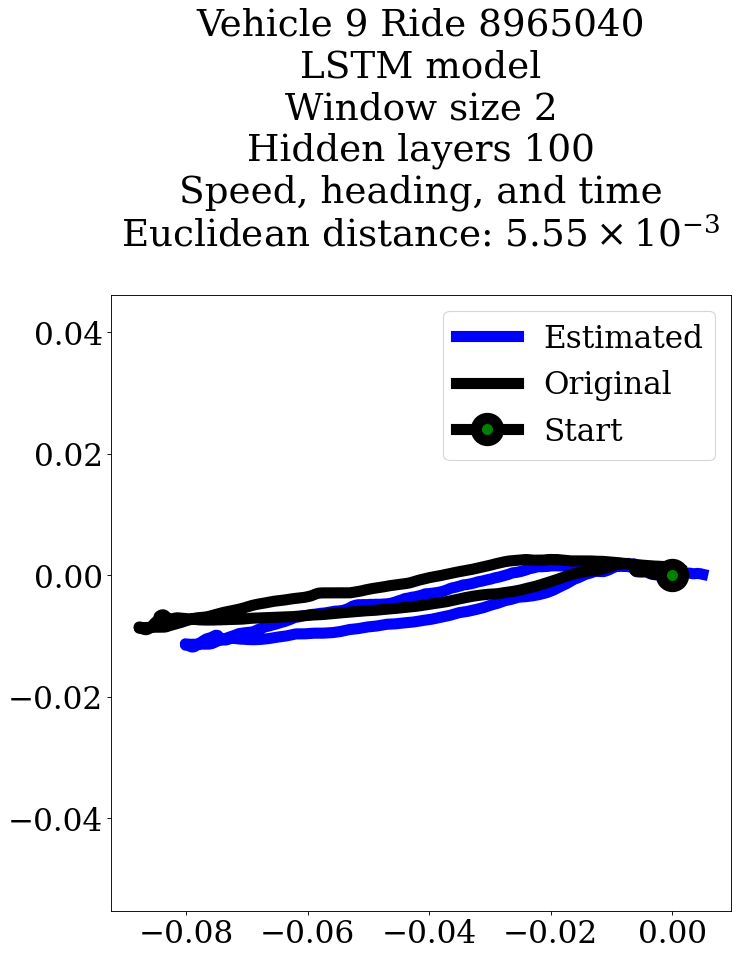 Vehicle 9 Ride 8965040
LSTM model
Window size 2
Hidden layers 100
Speed, heading, and time
Euclidean distance: 5.55 × 10⁻³
Estimated
Original
Start
0.04
0.02
0.00
−0.02
−0.04
−0.08 −0.06 −0.04 −0.02 0.00